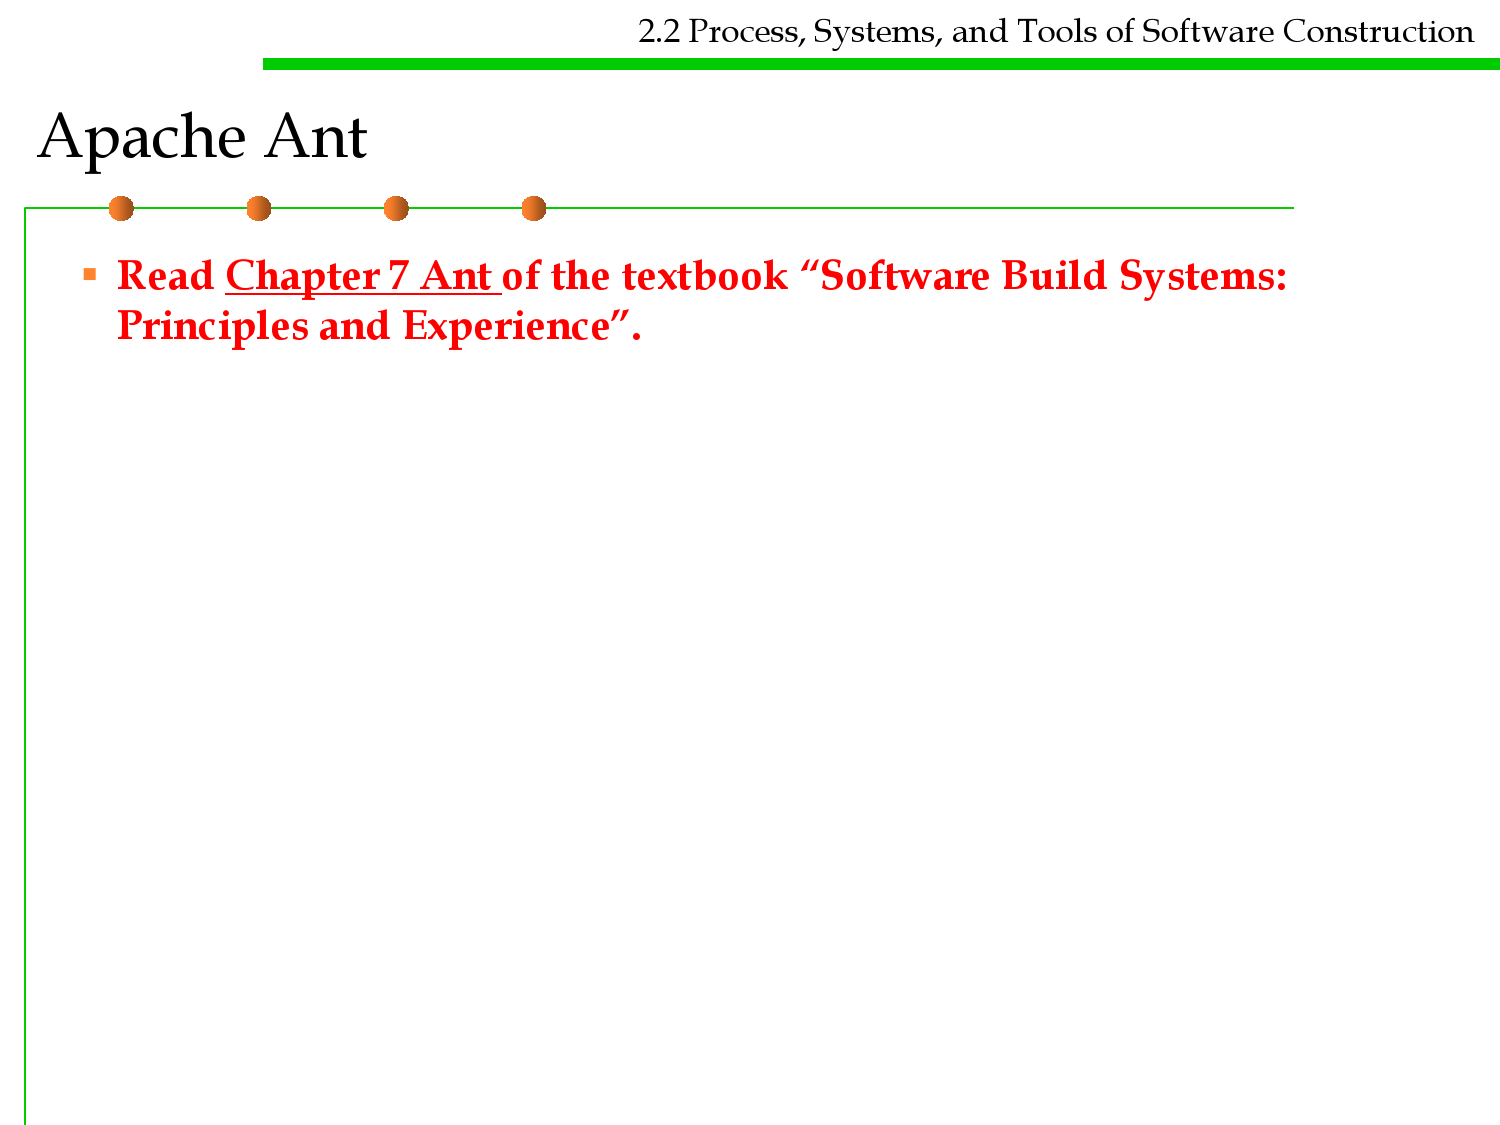 2.2 Process, Systems, and Tools of Software Construction
Apache Ant
▪ Read Chapter 7 Ant of the textbook “Software Build Systems:
Principles and Experience”.